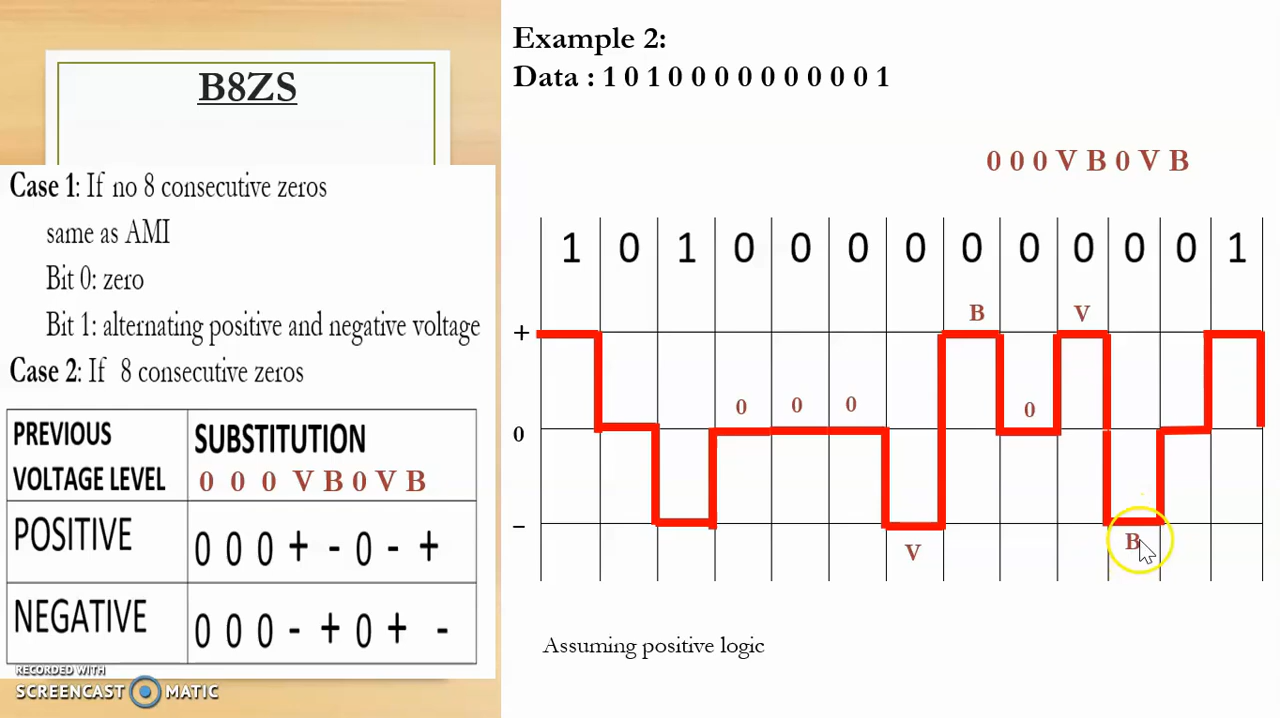 B8ZS
Case 1: If no 8 consecutive zeros
same as AMI
Bit 0: zero
Bit 1: alternating positive and negative voltage
Case 2: If 8 consecutive zeros
PREVIOUS VOLTAGE LEVEL
SUBSTITUTION
0 0 0 V B 0 V B
POSITIVE
0 0 0 + - 0 - +
NEGATIVE
0 0 0 - + 0 + -
RECORDED WITH
SCREENCAST MATIC
Example 2:
Data : 1 0 1 0 0 0 0 0 0 0 0 0 1
0 0 0 V B 0 V B
1 0 1 0 0 0 0 0 0 0 0 0 1
B V
+
0 0 0 0
0
-
B
V
Assuming positive logic